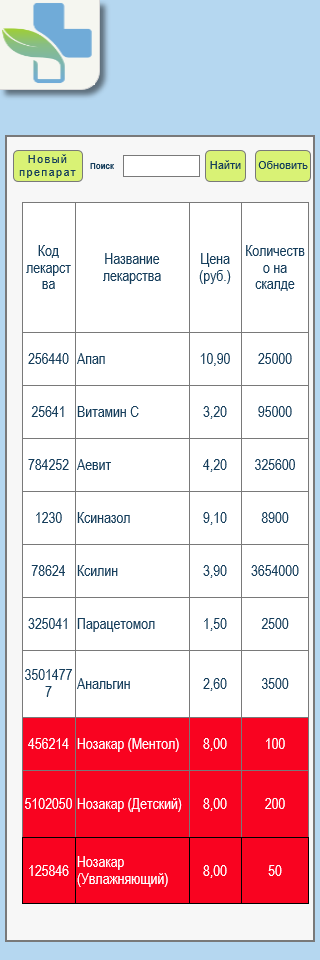 Новый
препарат
Поиск
Найти
Обновить
Код
лекарст
ва
Название
лекарства
Цена
(руб.)
Количеств
о на
скалде
256440 Апап 10,90 25000
25641 Витамин С 3,20 95000
784252 Аевит 4,20 325600
1230 Ксиназол 9,10 8900
78624 Ксилин 3,90 3654000
325041 Парацетомол 1,50 2500
3501477
7
Анальгин 2,60 3500
456214 Нозакар (Ментол) 8,00 100
5102050 Нозакар (Детский) 8,00 200
125846
Нозакар
(Увлажняющий)
8,00 50